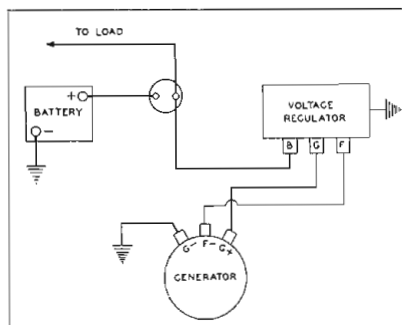 TO LOAD
+
BATTERY
-
VOLTAGE
REGULATOR
B G F
G- F- G+
GENERATOR